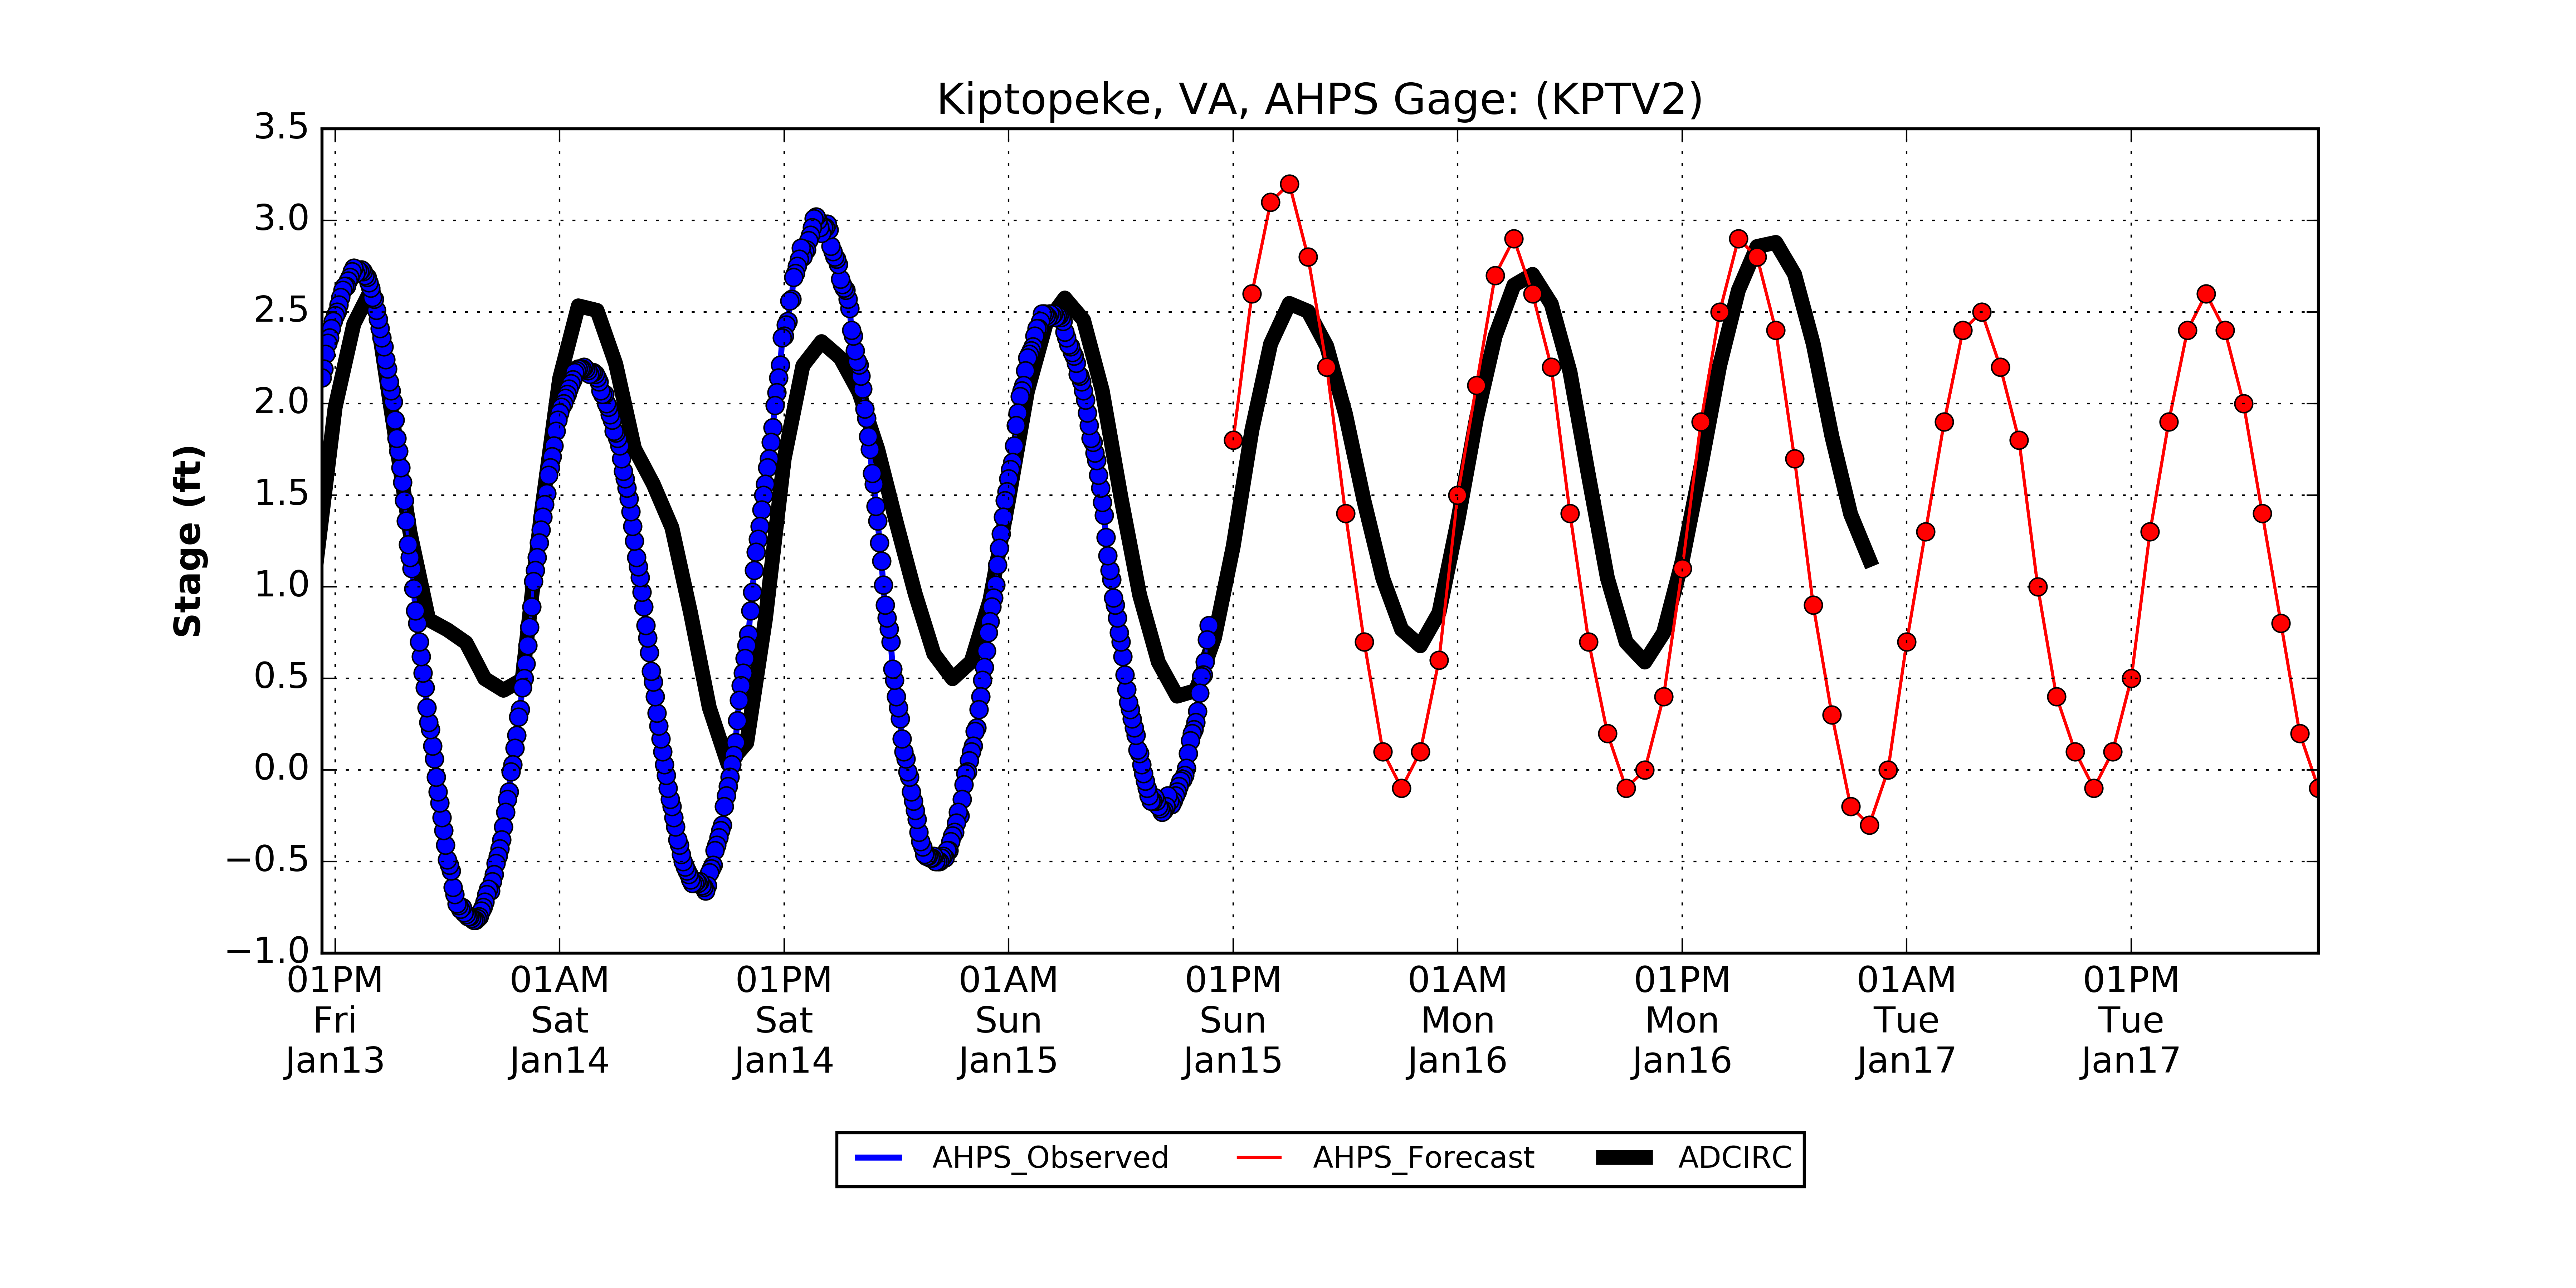 Kiptopeke, VA, AHPS Gage: (KPTV2)
Stage (ft)
3.5
3.0
2.5
2.0
1.5
1.0
0.5
0.0
−0.5
−1.0
01PM 01AM 01PM 01AM 01PM 01AM 01PM 01AM 01PM
Fri Sat Sat Sun Sun Mon Mon Tue Tue
Jan13 Jan14 Jan14 Jan15 Jan15 Jan16 Jan16 Jan17 Jan17
AHPS_Observed AHPS_Forecast ADCIRC